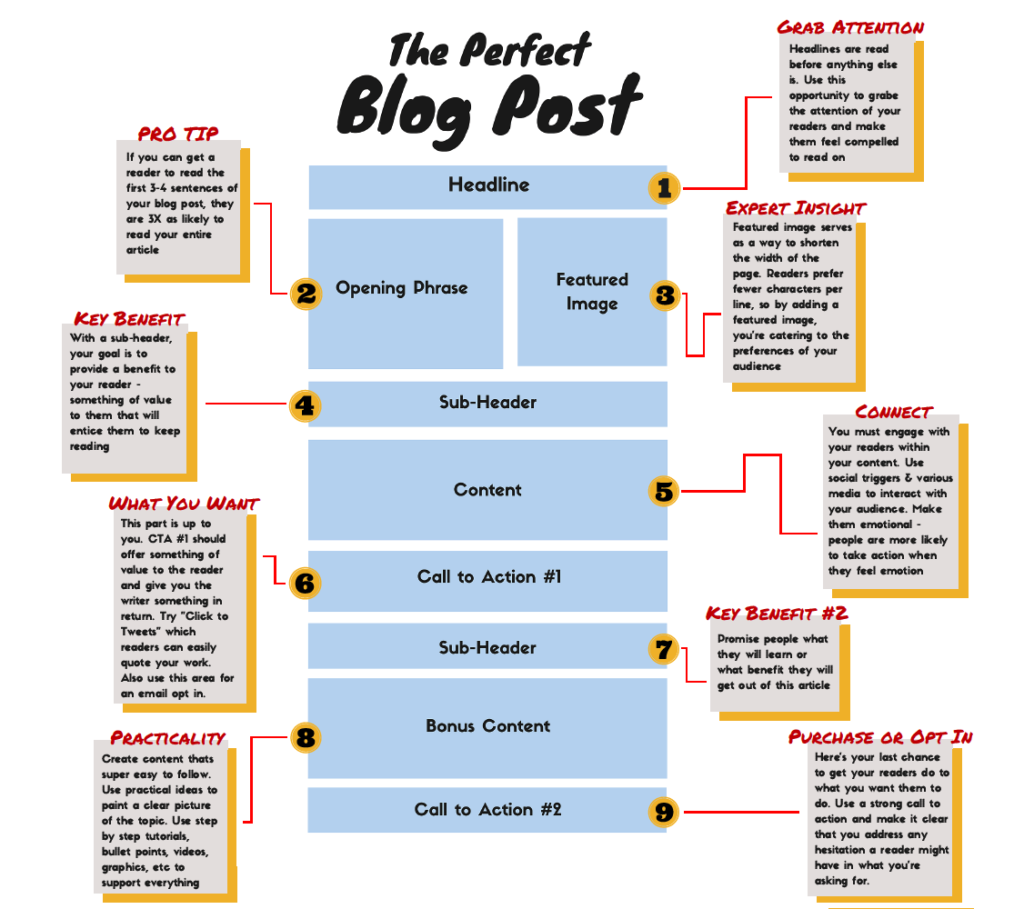 The Perfect
Blog Post
Headline
1
GRAB ATTENTION
Headlines are read
before anything else
is. Use this
opportunity to grabe
the attention of your
readers and make
them feel compelled
to read on
PRO TIP
If you can get a
reader to read the
first 3-4 sentences of
your blog post, they
are 3X as likely to
read your entire
article
2
Opening Phrase
Featured
Image
3
EXPERT INSIGHT
Featured image serves
as a way to shorten
the width of the
page. Readers prefer
fewer characters per
line, so by adding a
featured image,
you're catering to the
preferences of your
audience
KEY BENEFIT
With a sub-header,
your goal is to
provide a benefit to
your reader -
something of value
to them that will
entice them to keep
reading
4
Sub-Header
Content
5
CONNECT
You must engage with
your readers within
your content. Use
social triggers & various
media to interact with
your audience. Make
them emotional -
people are more likely
to take action when
they feel emotion
WHAT YOU WANT
This part is up to
you. CTA #1 should
offer something of
value to the reader
and give you the
writer something in
return. Try "Click to
Tweets" which
readers can easily
quote your work.
Also use this area for
an email opt in.
6
Call to Action #1
Sub-Header
7
KEY BENEFIT #2
Promise people what
they will learn or
what benefit they will
get out of this article
PRACTICALITY
Create content thats
super easy to follow.
Use practical ideas to
paint a clear picture
of the topic. Use step
by step tutorials,
bullet points, videos,
graphics, etc to
support everything
8
Bonus Content
Call to Action #2
9
PURCHASE OR OPT IN
Here's your last chance
to get your readers do to
what you want them to
do. Use a strong call to
action and make it clear
that you address any
hesitation a reader might
have in what you're
asking for.